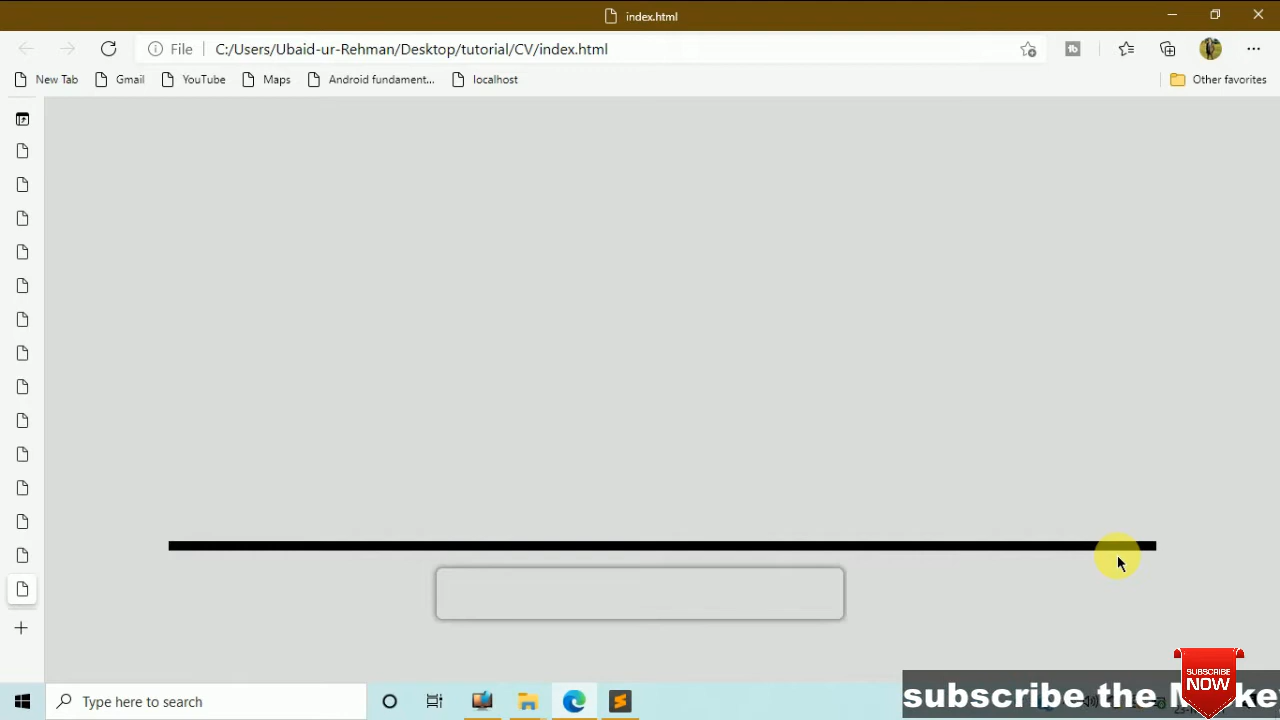 index.html
File C:/Users/Ubaid-ur-Rehman/Desktop/tutorial/CV/index.html
New Tab Gmail YouTube Maps Android fundament... localhost Other favorites
SUBSCRIBE
NOW
Type here to search
subscribe the M ke